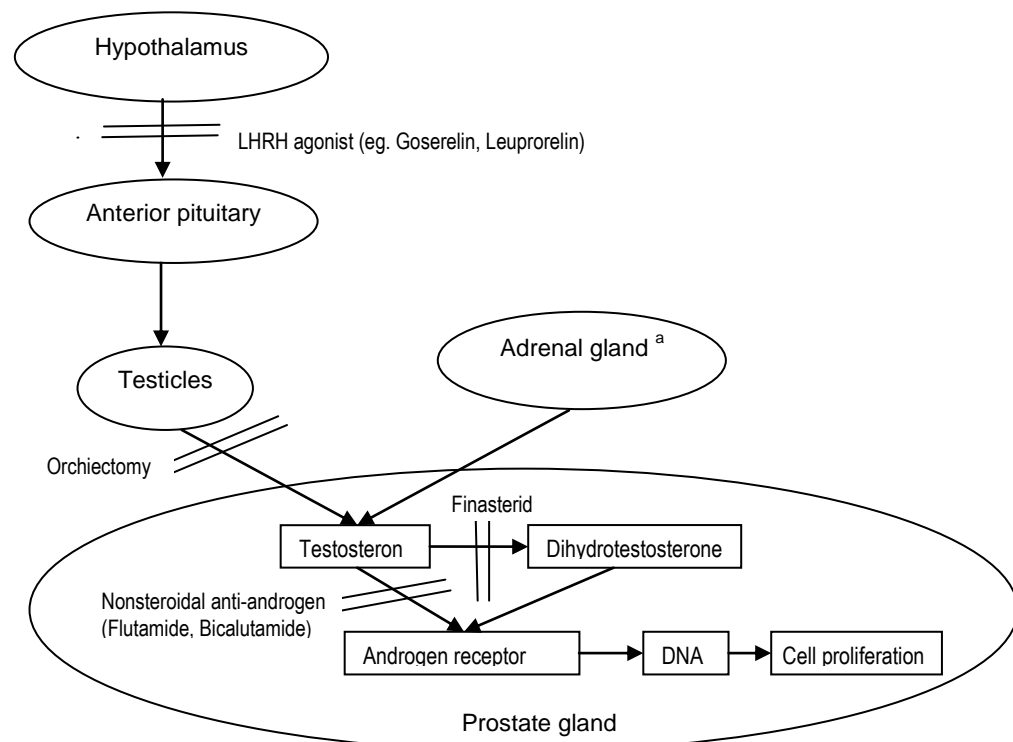 Hypothalamus
LHRH agonist (eg. Goserelin, Leuprorelin)
Anterior pituitary
Adrenal gland a
Testicles
Orchiectomy
Finasterid
Testosteron
Dihydrotestosterone
Nonsteroidal anti-androgen
(Flutamide, Bicalutamide)
Androgen receptor
DNA
Cell proliferation
Prostate gland